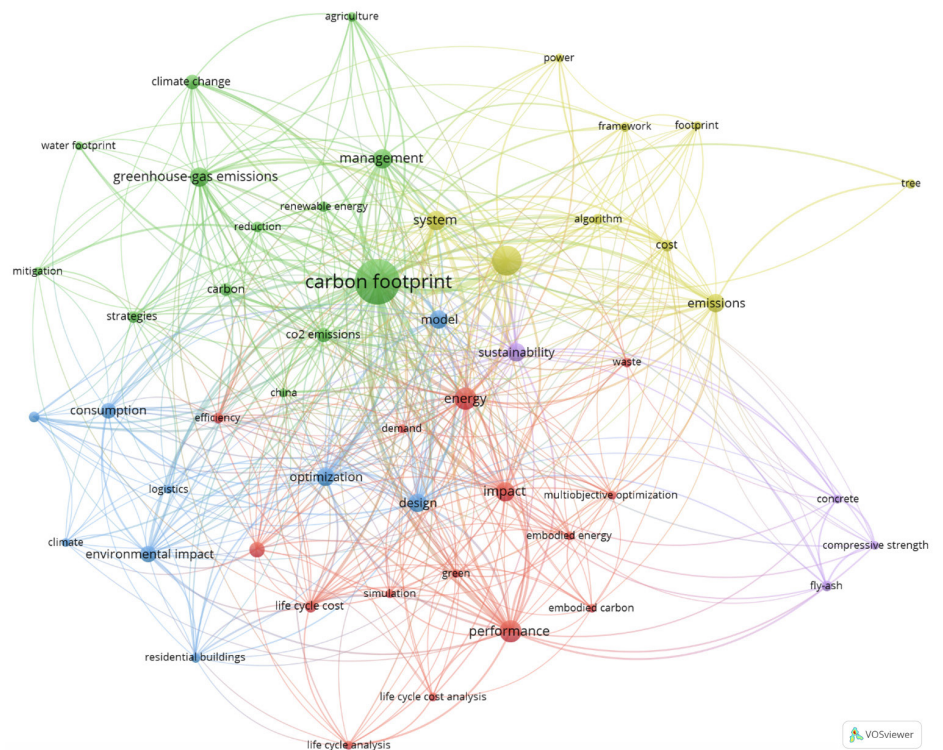 agriculture
power
climate change
framework
footprint
water footprint
management
greenhouse-gas emissions
tree
renewable energy
system
algorithm
reduction
cost
mitigation
carbon footprint
carbon
emissions
strategies
model
co2 emissions
sustainability
waste
china
energy
consumption
efficiency
demand
optimization
logistics
impact
multiobjective optimization
design
concrete
embodied energy
climate
environmental impact
compressive strength
green
fly-ash
simulation
life cycle cost
embodied carbon
performance
residential buildings
life cycle cost analysis
life cycle analysis
VOSviewer